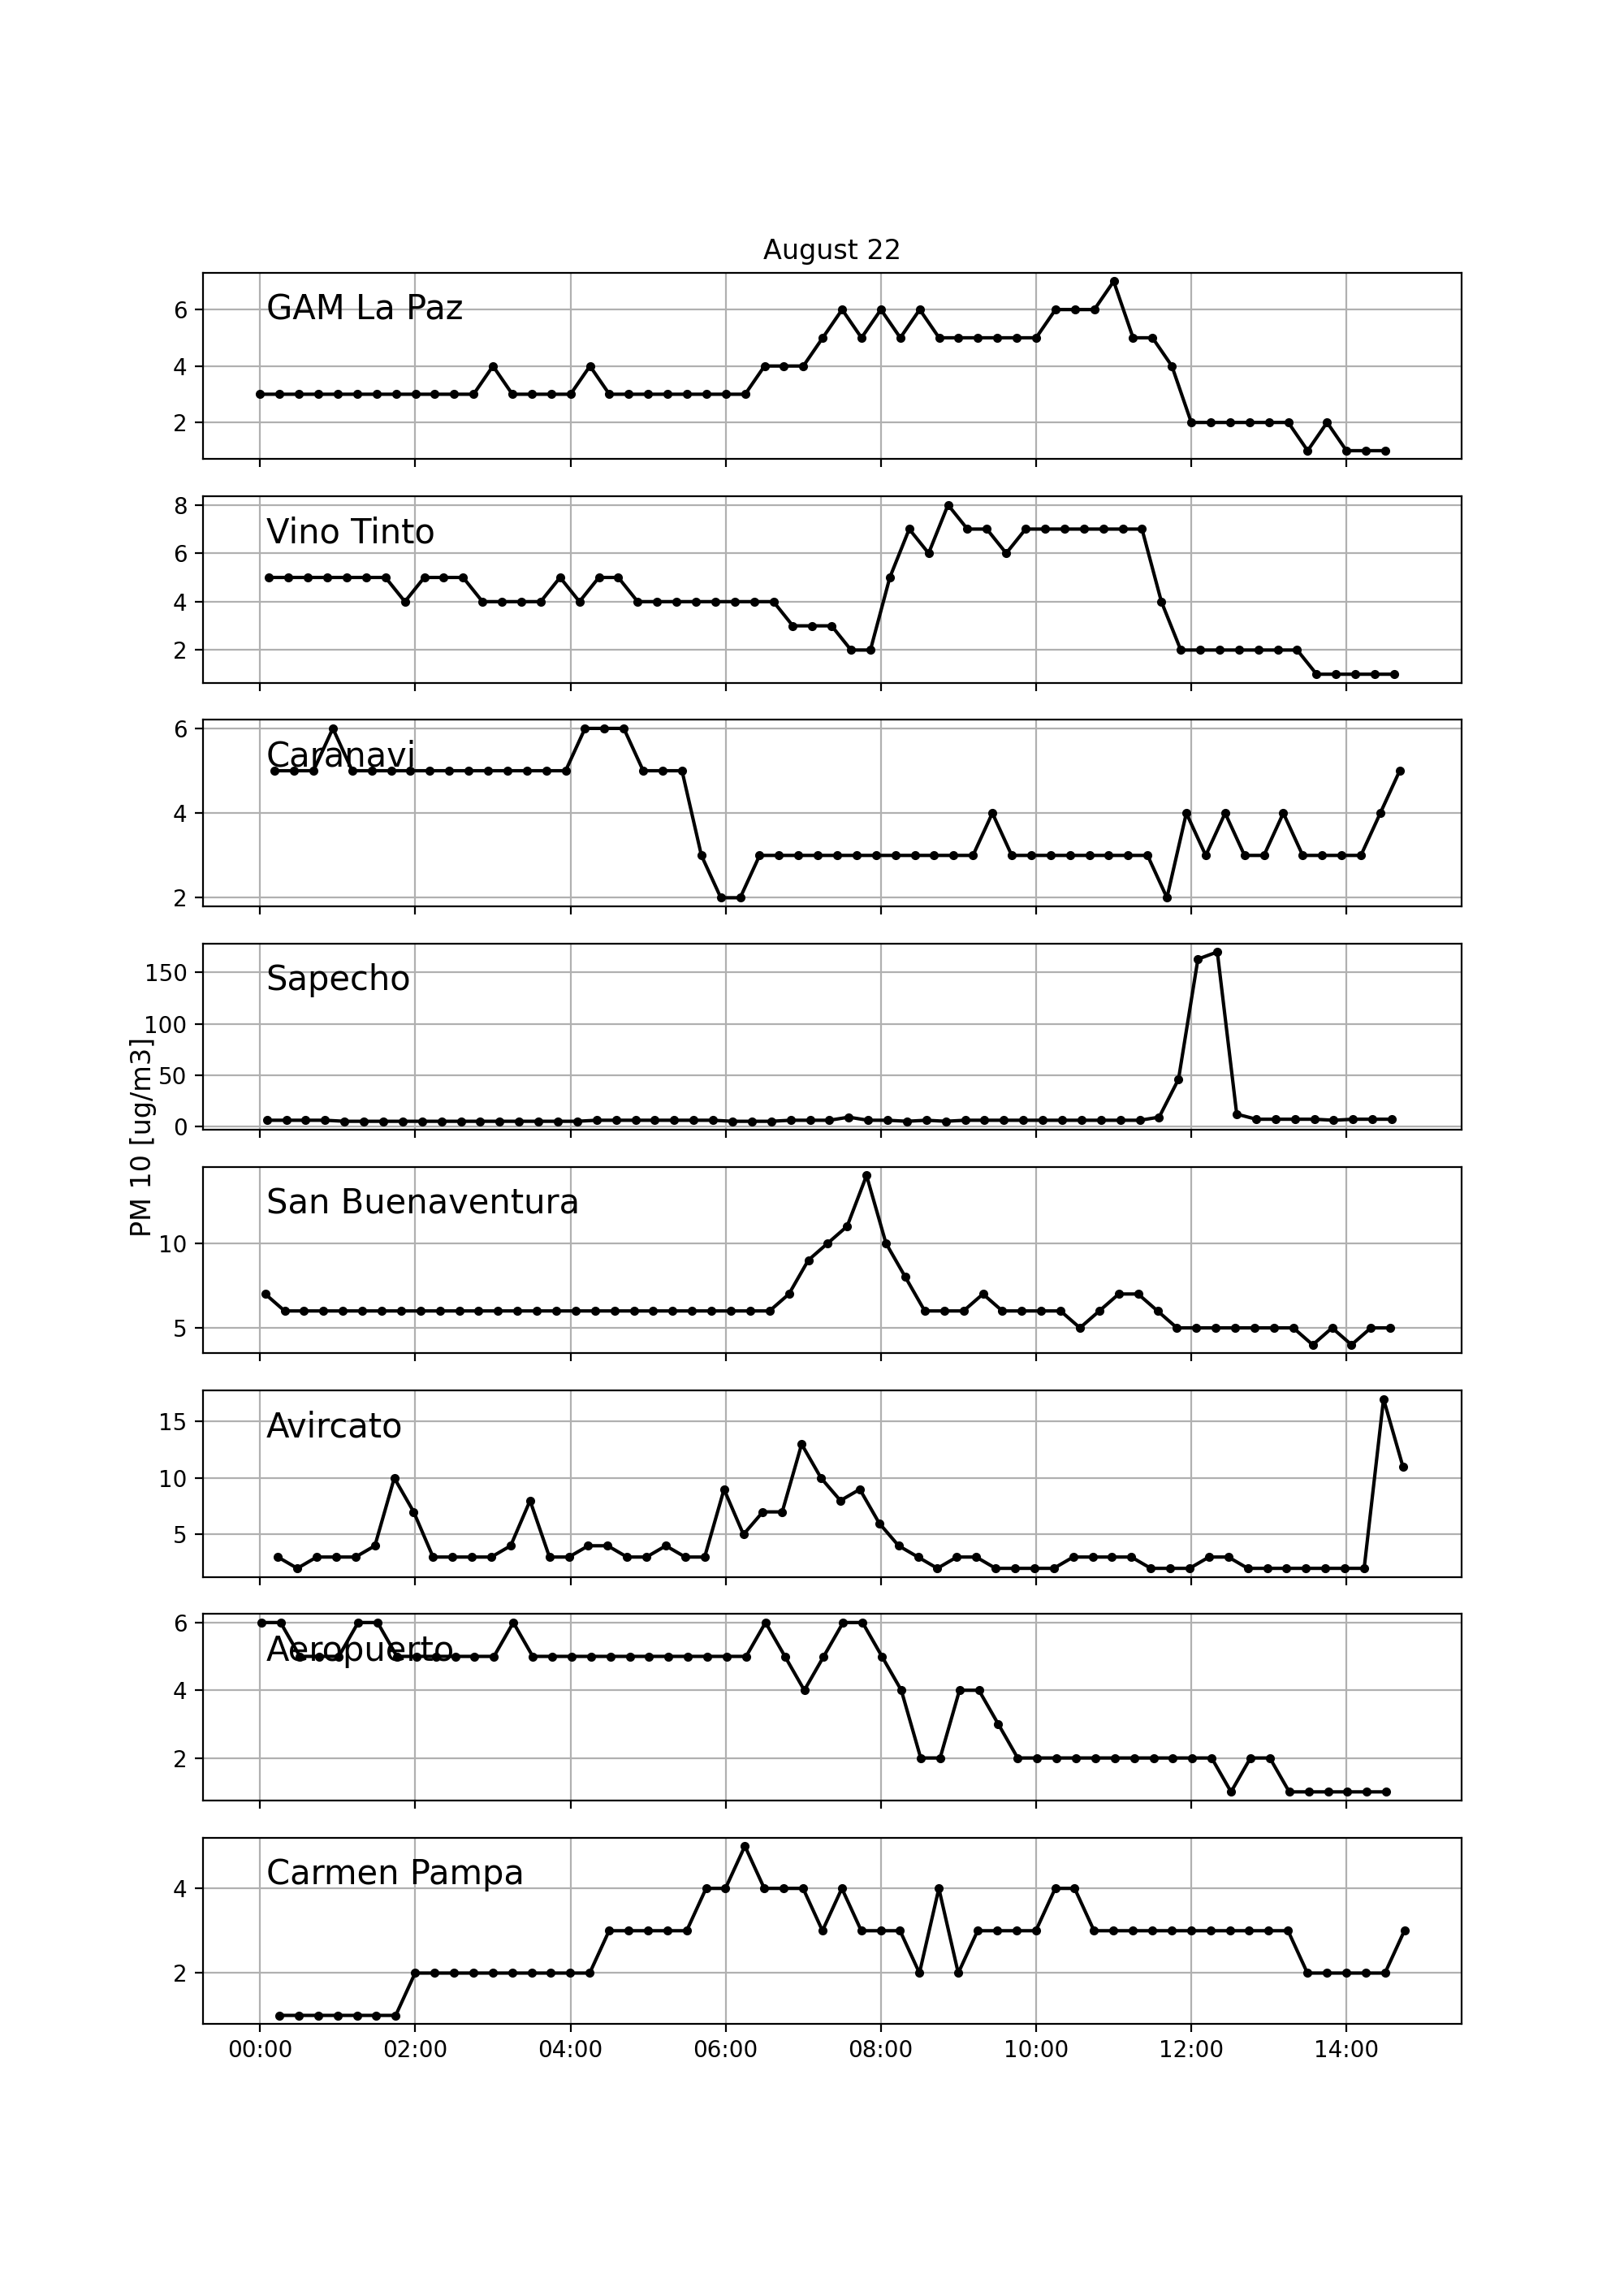 August 22
GAM La Paz
6
4
2
Vino Tinto
8
6
4
2
Caranavi
6
4
2
Sapecho
150
100
50
0
PM 10 [ug/m3]
San Buenaventura
10
5
Avircato
15
10
5
Aeropuerto
6
4
2
Carmen Pampa
4
2
00:00 02:00 04:00 06:00 08:00 10:00 12:00 14:00